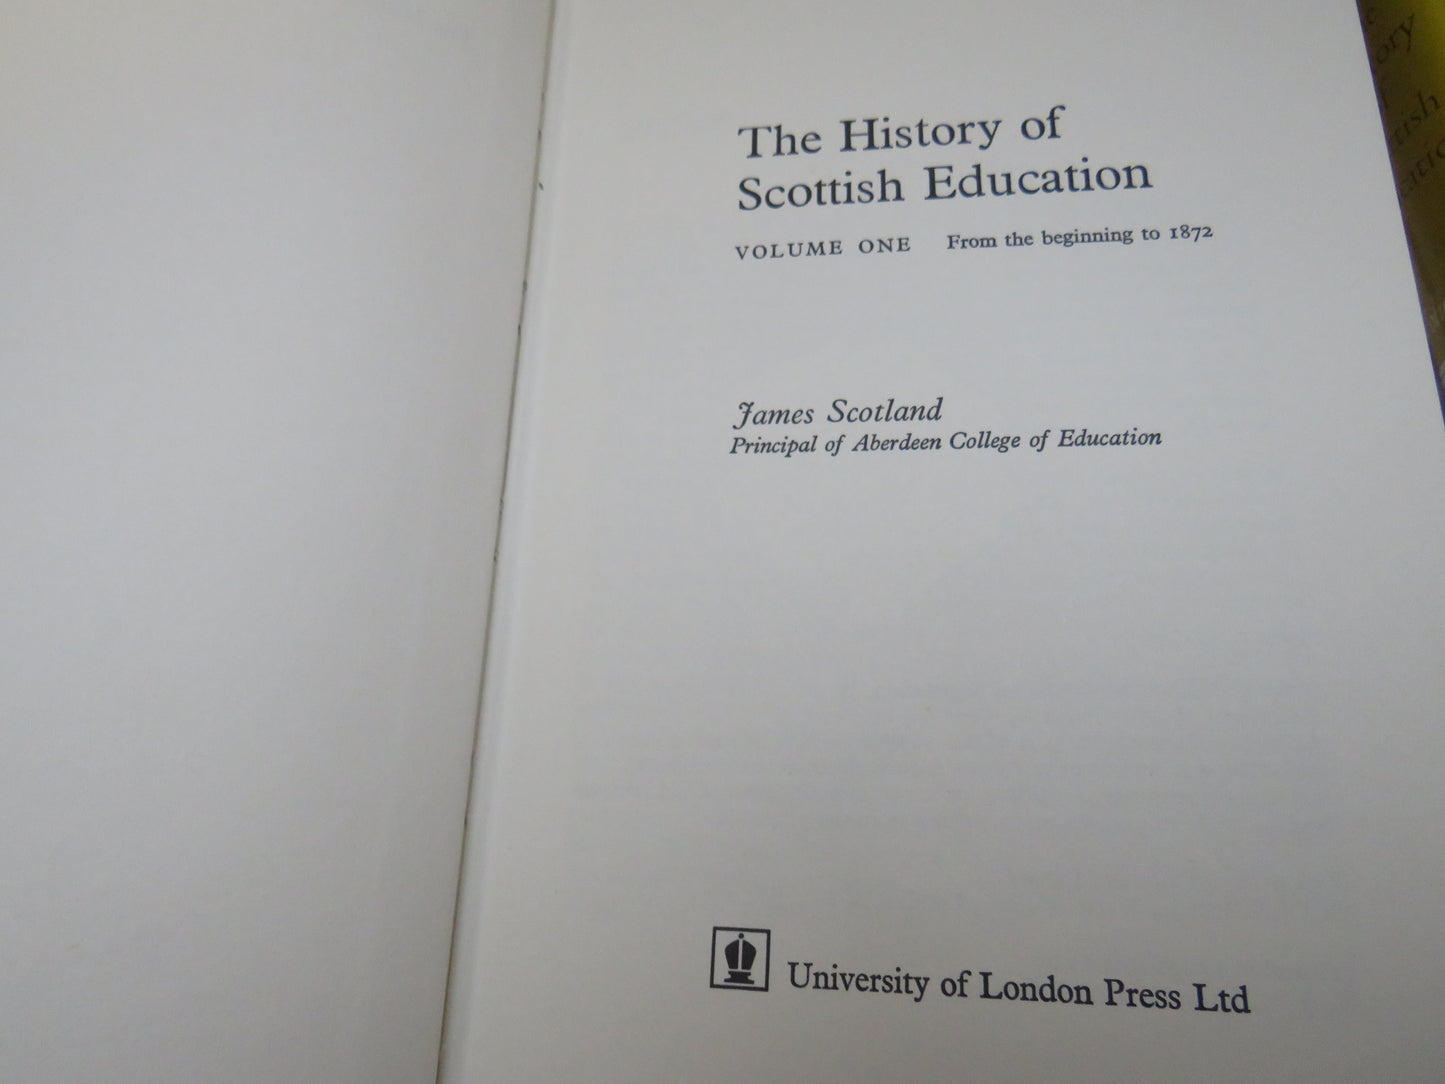 The History of
Scottish Education
VOLUME ONE From the beginning to 1872
James Scotland
Principal of Aberdeen College of Education
University of London Press Ltd